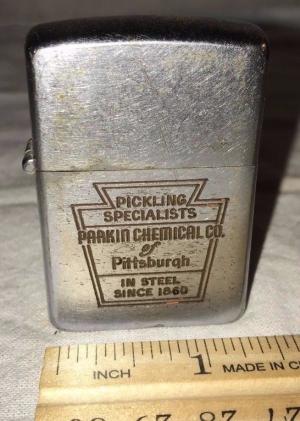 PICKLING
SPECIALISTS
PARKIN CHEMICAL CO.
of
Pittsburgh
IN STEEL
SINCE 1860
INCH
1
MADE IN